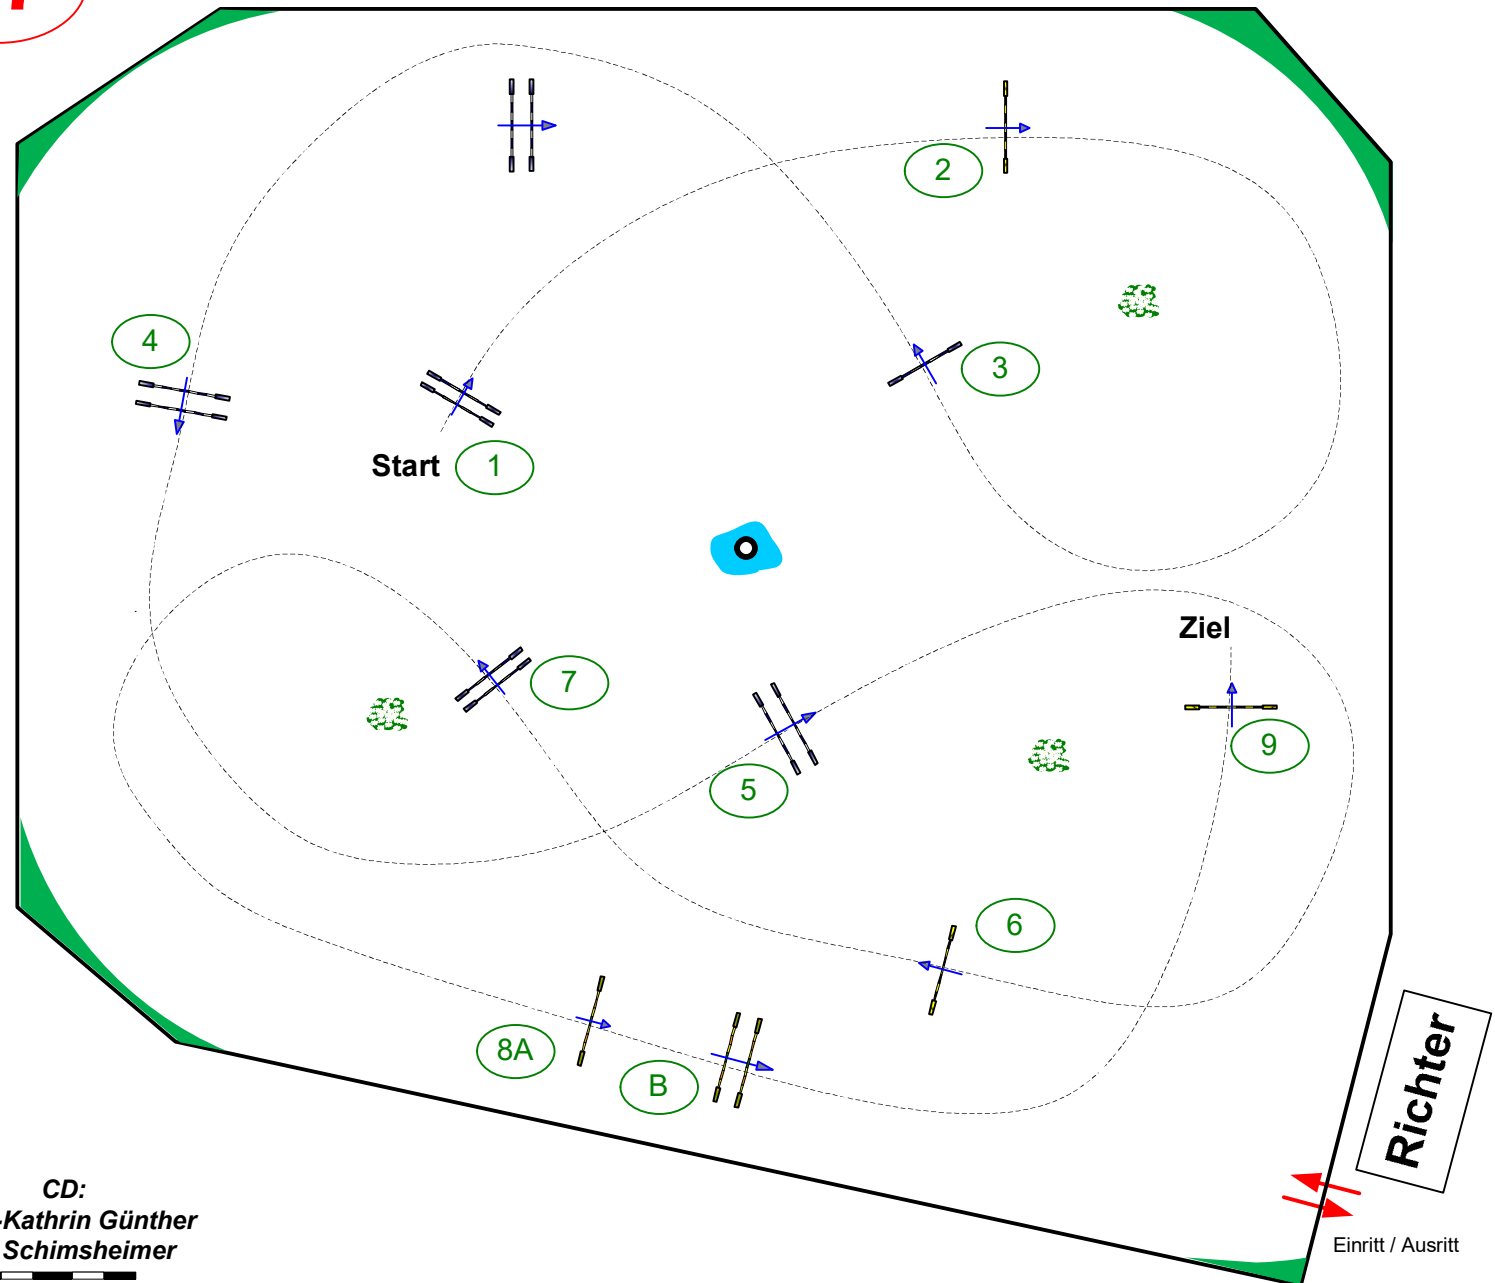 2
4
3
Start
1
Ziel
7
9
5
6
8A
B
Richter
CD:
-Kathrin Günther
Schimsheimer
Einritt / Ausritt